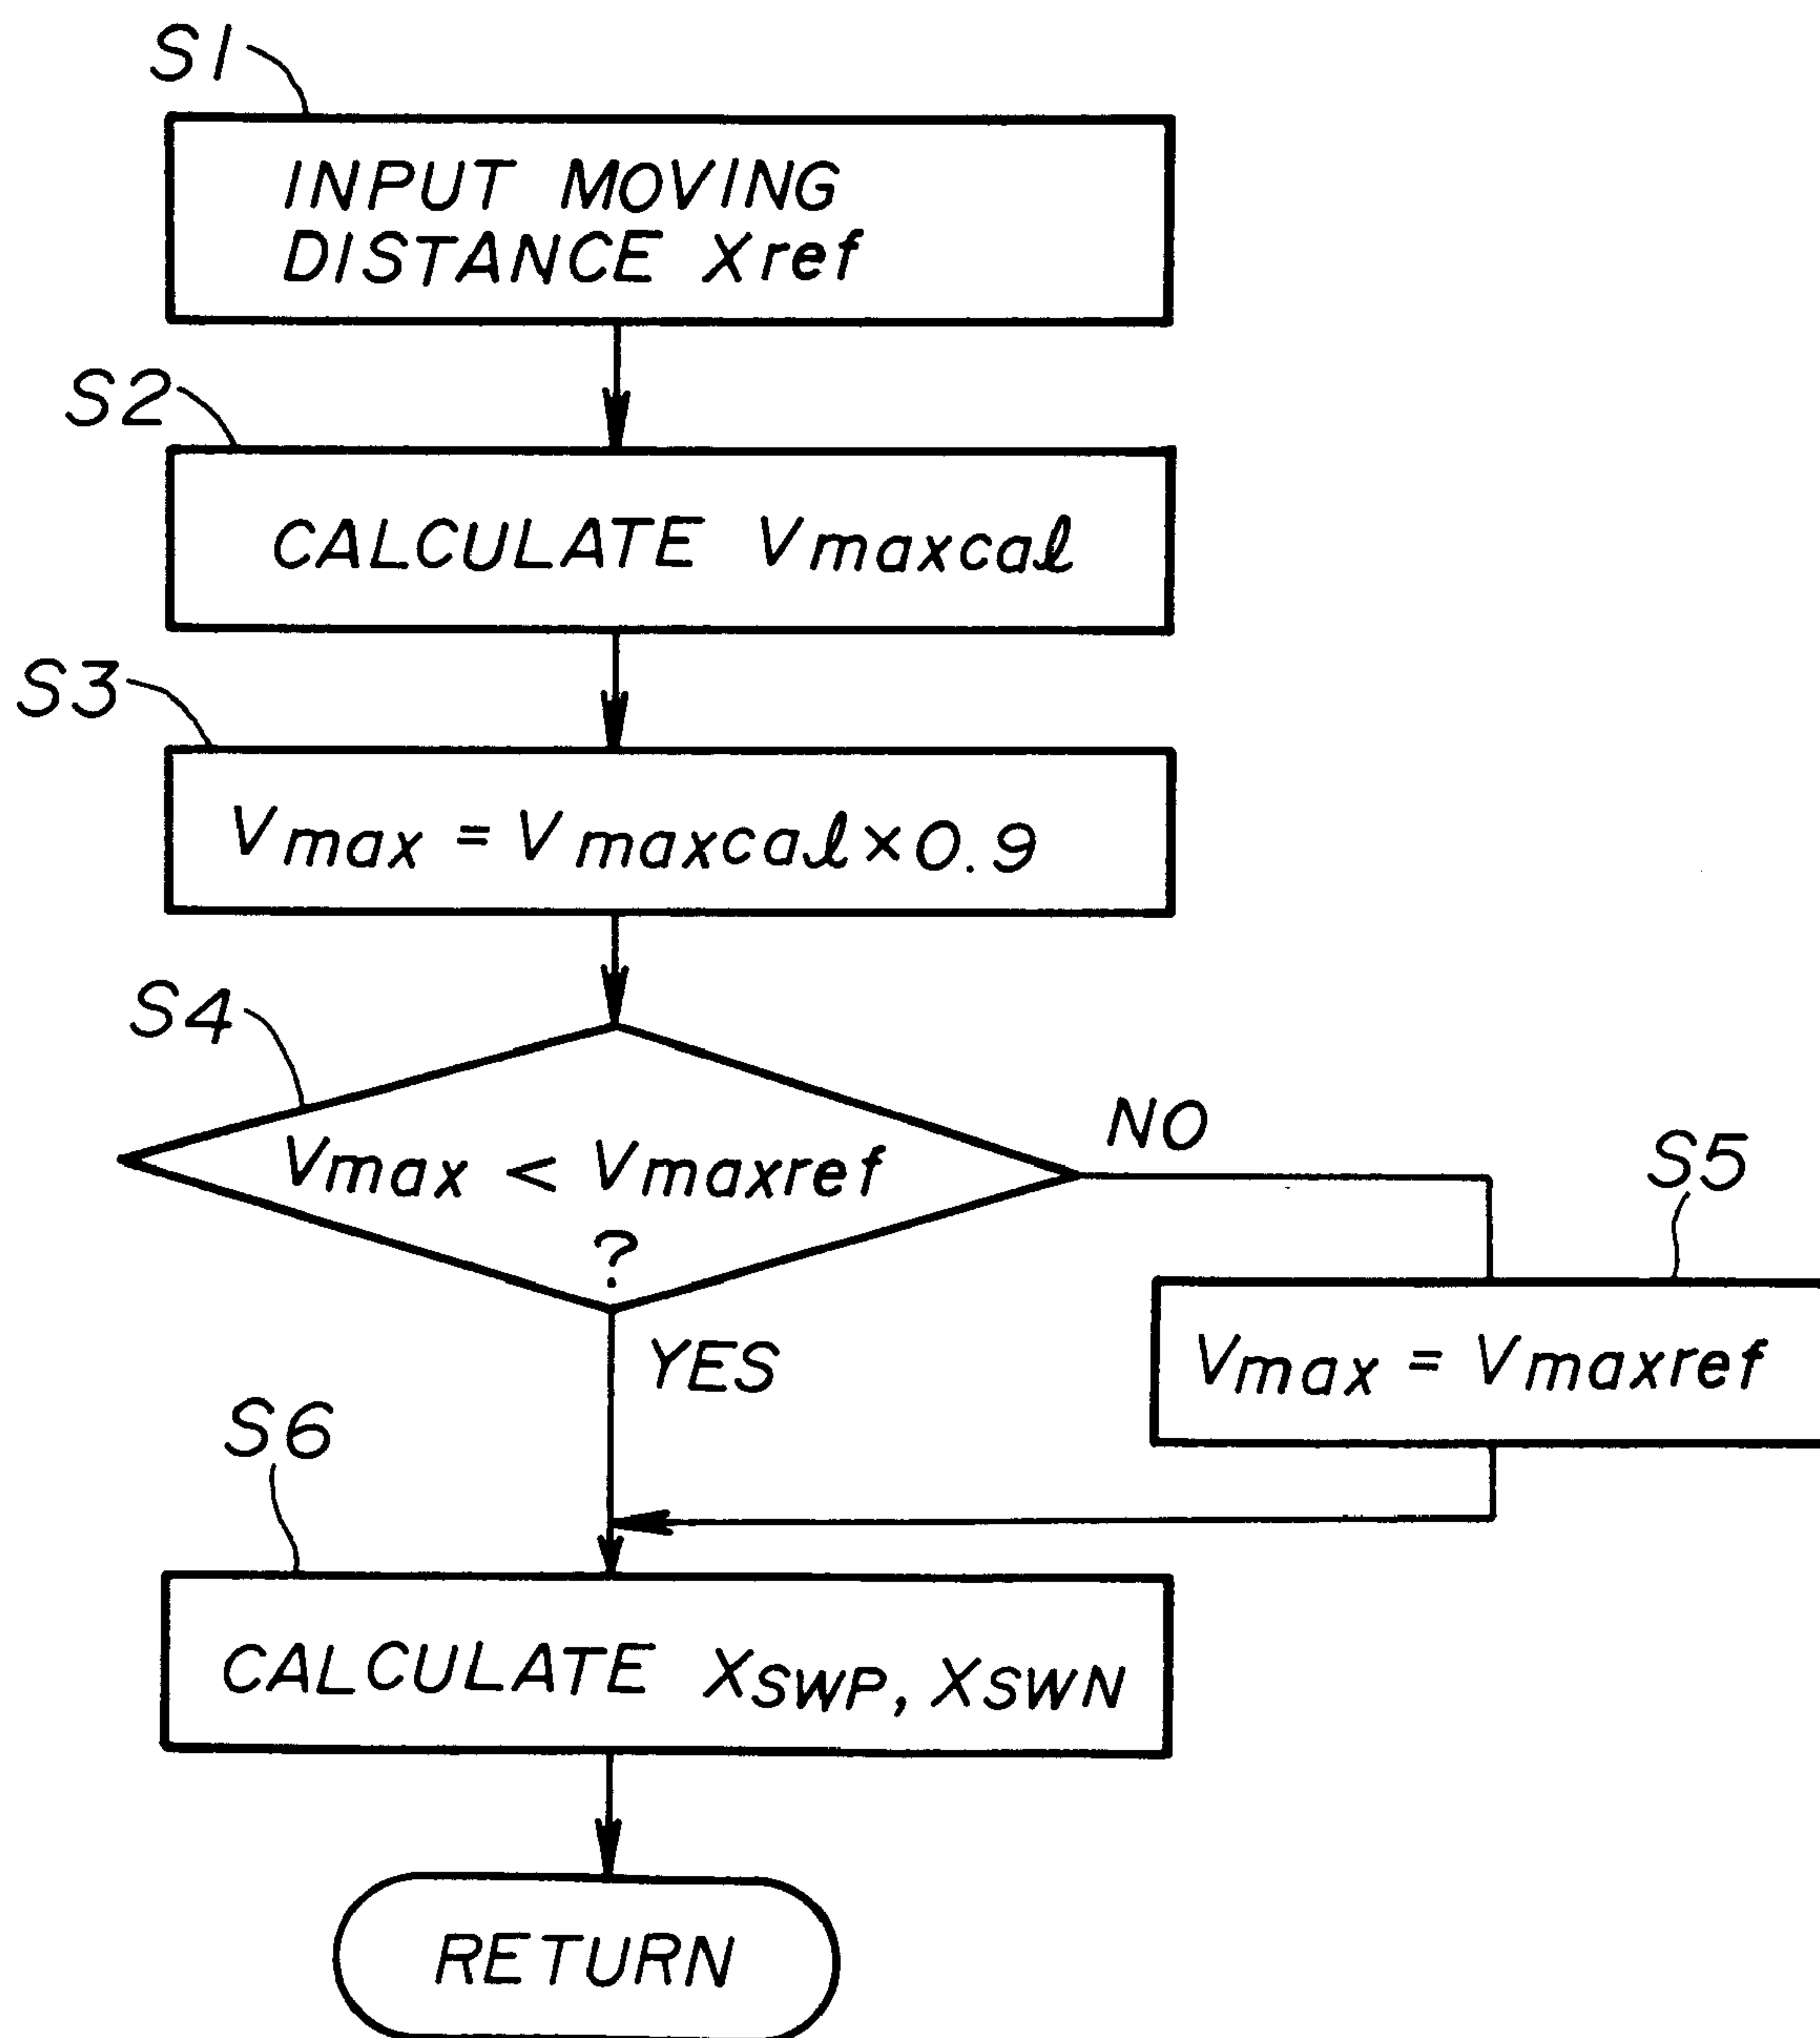 S1
INPUT MOVING
DISTANCE Xref
S2
CALCULATE Vmaxcal
S3
Vmax = Vmaxcal×0.9
S4
Vmax < Vmaxref
?
NO
S5
Vmax = Vmaxref
YES
S6
CALCULATE XSWP, XSWN
RETURN